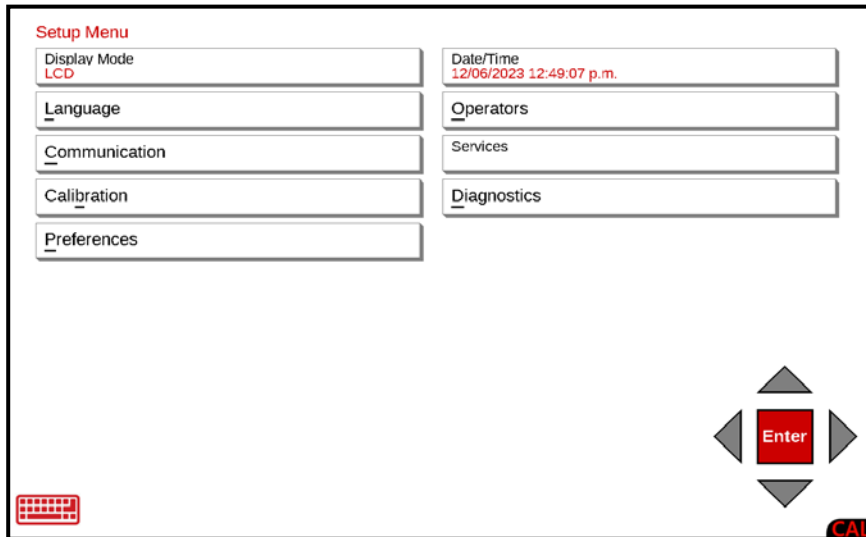 Setup Menu
Display Mode
LCD
Language
Communication
Calibration
Preferences
Date/Time
12/06/2023 12:49:07 p.m.
Operators
Services
Diagnostics
Enter
CAL